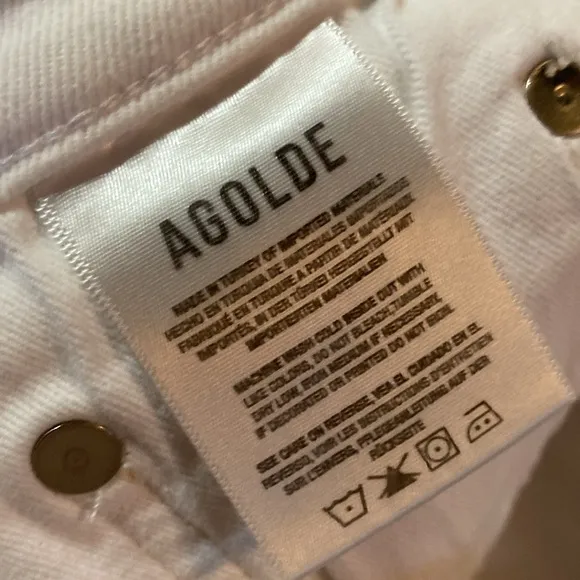 AGOLDE
MADE IN TURKEY OF IMPORTED MATERIALS
HECHO EN TURQUIA DE MATERIALES IMPORTADOS
FABRIQUÉ EN TURQUIE A PARTIR DE MATÉRIAUX
IMPORTÉS, IN DER TÜRKEI HERGESTELLT MIT
IMPORTIERTEN MATERIALIEN
MACHINE WASH COLD INSIDE OUT WITH
LIKE COLORS, DO NOT BLEACH, TUMBLE
DRY LOW, IRON MEDIUM IF NECESSARY,
IF DECORATED OR PRINTED DO NOT IRON.
SEE CARE ON REVERSE. VEA EL CUIDADO EN EL
REVERSO, VOIR LES INSTRUCTIONS D'ENTRETIEN
SUR L'ENVERS, PFLEGEANLEITUNG AUF DER
RÜCKSEITE